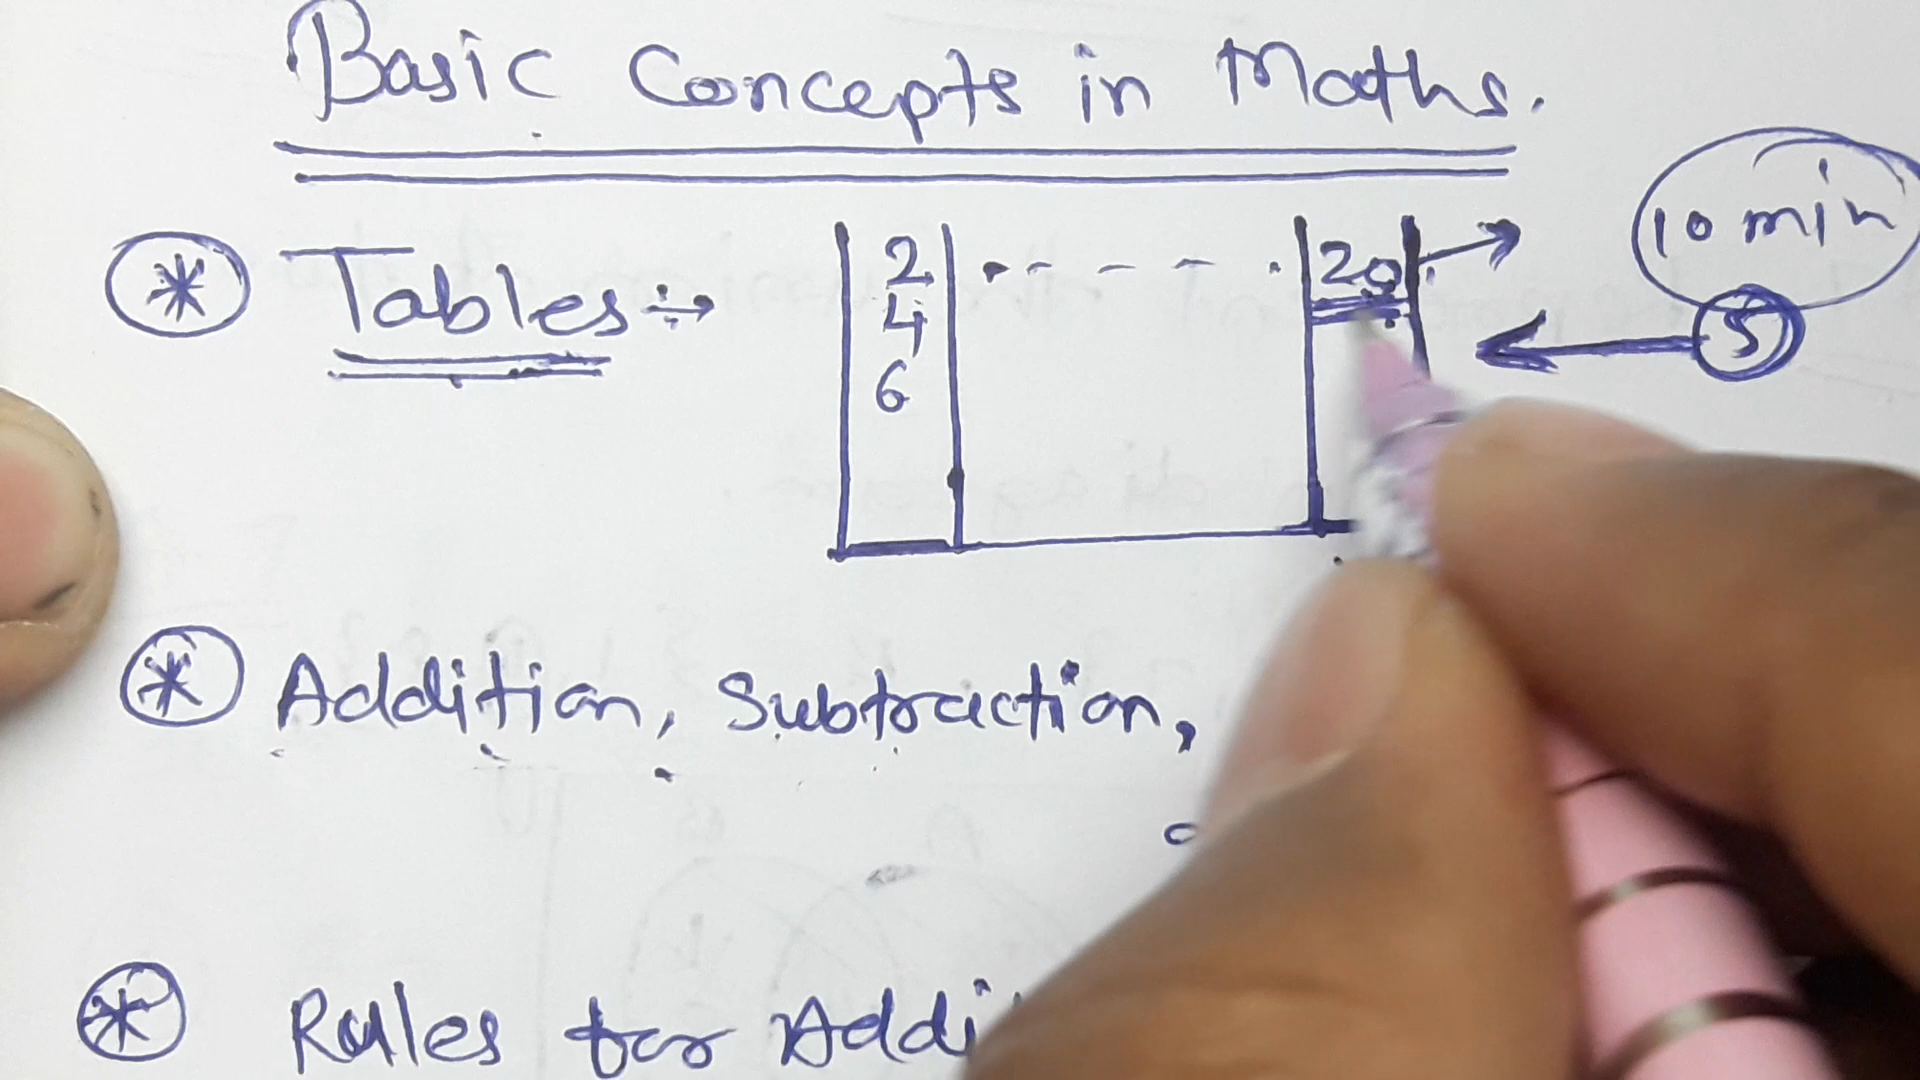 Basic Concepts in Maths.
Tables 2 - - - 20 10 min
4
6 5
Addition, Subtraction,
Rules for Addi